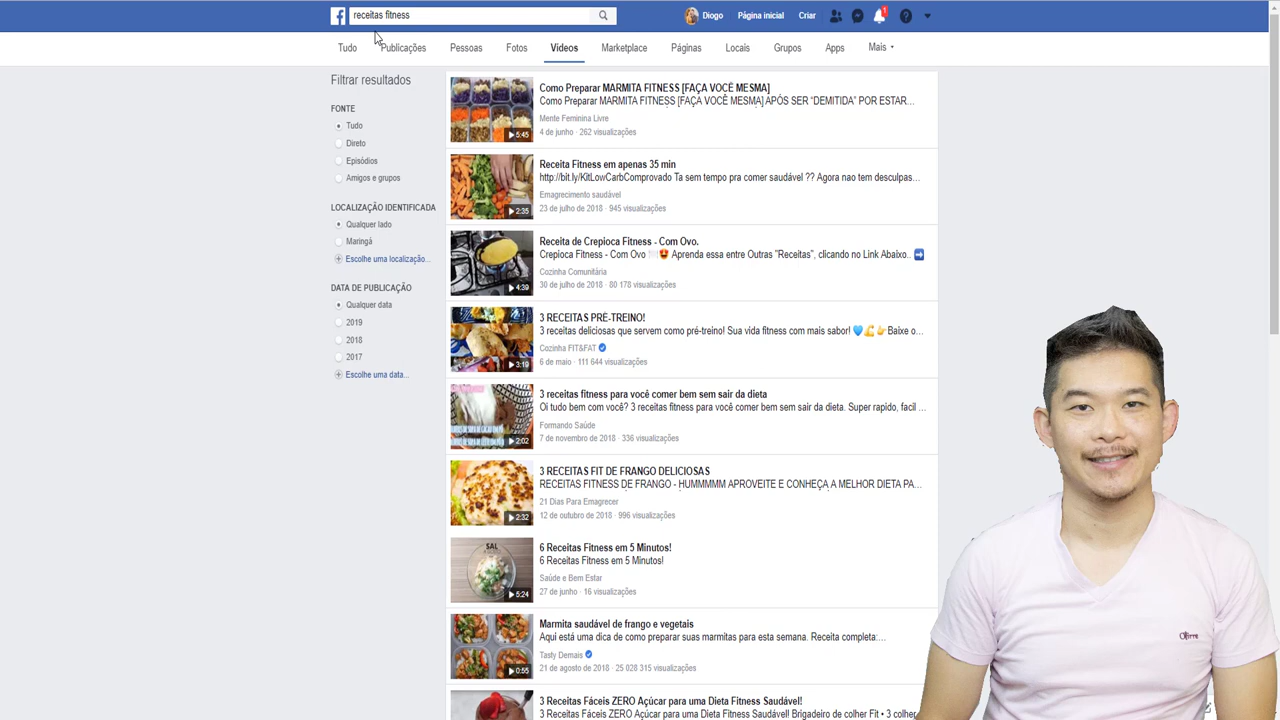 receitas fitness
Diogo Página inicial Criar 1
Tudo Publicações Pessoas Fotos Vídeos Marketplace Páginas Locais Grupos Apps Mais
Filtrar resultados
FONTE
Tudo
Direto
Episódios
Amigos e grupos
LOCALIZAÇÃO IDENTIFICADA
Qualquer lado
Maringá
Escolhe uma localização...
DATA DE PUBLICAÇÃO
Qualquer data
2019
2018
2017
Escolhe uma data...
5:45
Como Preparar MARMITA FITNESS [FAÇA VOCÊ MESMA]
Como Preparar MARMITA FITNESS [FAÇA VOCÊ MESMA] APÓS SER “DEMITIDA” POR ESTAR...
Mente Feminina Livre
4 de junho · 262 visualizações
2:35
Receita Fitness em apenas 35 min
http://bit.ly/KitLowCarbComprovado Ta sem tempo pra comer saudável ?? Agora nao tem desculpas...
Emagrecimento saudável
23 de julho de 2018 · 945 visualizações
4:39
Receita de Crepioca Fitness - Com Ovo.
Crepioca Fitness - Com Ovo 🍽️😍 Aprenda essa entre Outras "Receitas", clicando no Link Abaixo.. ➡️
Cozinha Comunitária
30 de julho de 2018 · 80 178 visualizações
3:19
3 RECEITAS PRÉ-TREINO!
3 receitas deliciosas que servem como pré-treino! Sua vida fitness com mais sabor! 💙💪👉 Baixe o...
Cozinha FIT&FAT
6 de maio · 111 644 visualizações
2:02
3 receitas fitness para você comer bem sem sair da dieta
Oi tudo bem com você? 3 receitas fitness para você comer bem sem sair da dieta. Super rapido, facil ...
Formando Saúde
7 de novembro de 2018 · 336 visualizações
2:32
3 RECEITAS FIT DE FRANGO DELICIOSAS
RECEITAS FITNESS DE FRANGO - HUMMMMM APROVEITE E CONHEÇA A MELHOR DIETA PA...
21 Dias Para Emagrecer
12 de outubro de 2018 · 996 visualizações
SAL
5:24
6 Receitas Fitness em 5 Minutos!
6 Receitas Fitness em 5 Minutos!
Saúde e Bem Estar
27 de junho · 16 visualizações
0:55
Marmita saudável de frango e vegetais
Aqui está uma dica de como preparar suas marmitas para esta semana. Receita completa:...
Tasty Demais
21 de agosto de 2018 · 25 028 315 visualizações
3 Receitas Fáceis ZERO Açúcar para uma Dieta Fitness Saudável!
3 Receitas Fáceis ZERO Açúcar para uma Dieta Fitness Saudável! Brigadeiro de colher Fit • 3 colher...